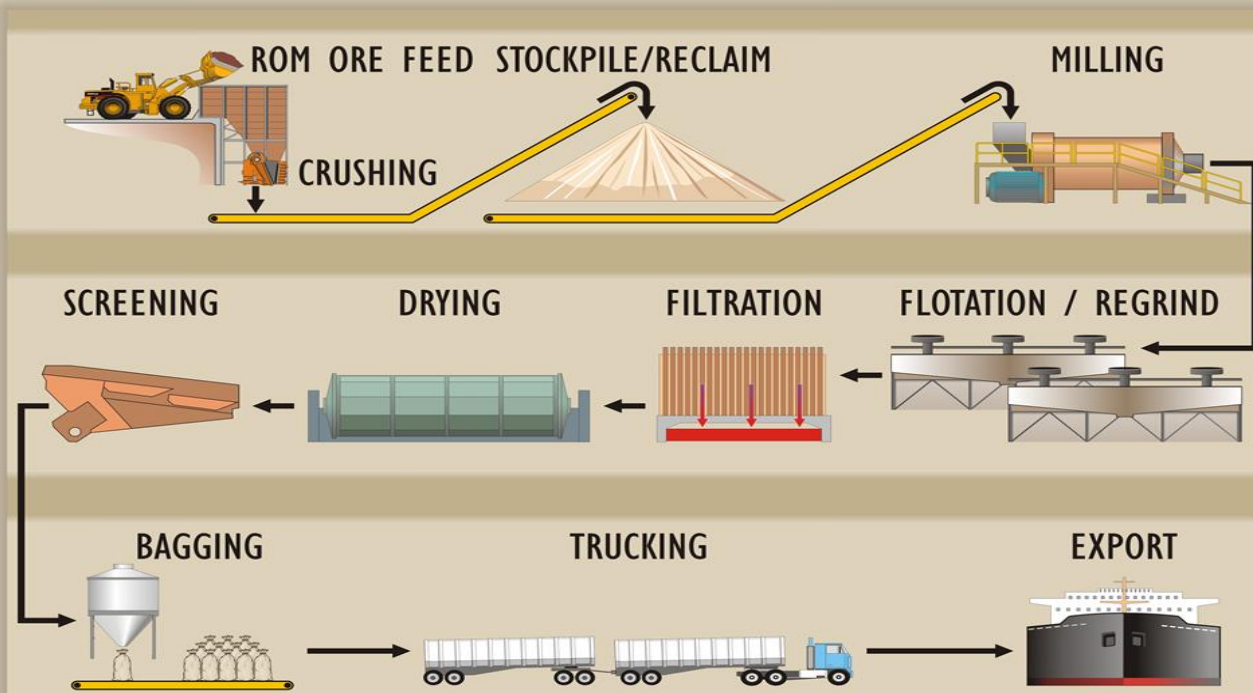 ROM ORE FEED STOCKPILE/RECLAIM MILLING
CRUSHING
SCREENING DRYING FILTRATION FLOTATION / REGRIND
BAGGING TRUCKING EXPORT